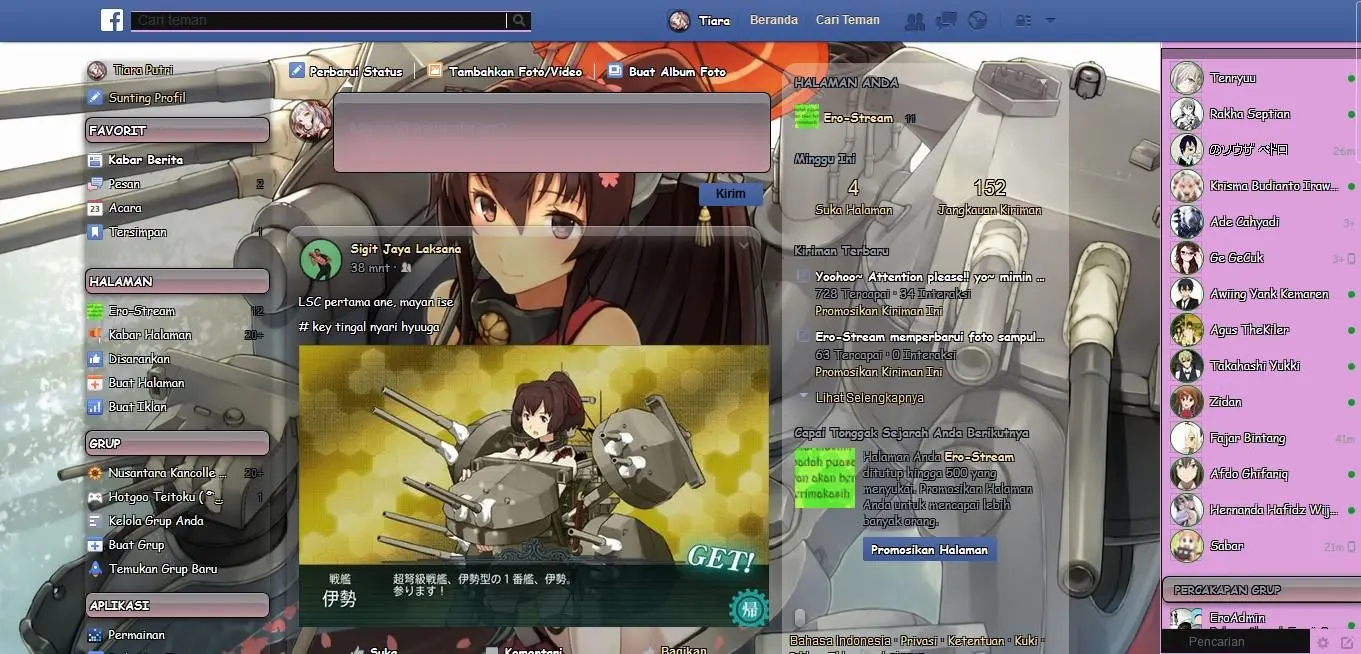 Cari teman
Tiara
Beranda
Cari Teman
Tiara Putri
Sunting Profil
FAVORIT
Kabar Berita
Pesan 2
Acara
Tersimpan 1
HALAMAN
Ero-Stream 12
Kabar Halaman 20+
Disarankan
Buat Halaman
Buat Iklan
GRUP
Nusantara Kancolle ... 20+
Hotgoo Teitoku ( 1
Kelola Grup Anda
Buat Grup
Temukan Grup Baru
APLIKASI
Permainan
Perbarui Status
Tambahkan Foto/Video
Buat Album Foto
Kirim
Sigit Jaya Laksana
38 mnt ·
LSC pertama ane, mayan ise
# key tingal nyari hyuuga
GET!
戦艦
伊勢
超弩級戦艦、伊勢型の1番艦、伊勢。
参ります!
帰
Suka
Komentari
Bagikan
HALAMAN ANDA
Ero-Stream 11
Minggu Ini
4
Suka Halaman
152
Jangkauan Kiriman
Kiriman Terbaru
Yoohoo~ Attention please!! yo~ mimin ...
728 Tercapai · 34 Interaksi
Promosikan Kiriman Ini
Ero-Stream memperbarui foto sampul...
63 Tercapai · 0 Interaksi
Promosikan Kiriman Ini
Lihat Selengkapnya
Capai Tonggak Sejarah Anda Berikutnya
Halaman Anda Ero-Stream
ditutup hingga 500 yang
menyukai. Promosikan Halaman
Anda untuk mencapai lebih
banyak orang.
Promosikan Halaman
Bahasa Indonesia · Privasi · Ketentuan · Kuki ·
Tenryuu
Rakha Septian
26m
Krisma Budianto Iraw...
Ade Cahyadi 3+
Ge GeCuk 3+
Awiing Yank Kemaren
Agus TheKiler
Takahashi Yukki
Zidan
Fajar Bintang 41m
Afdo Ghifariq
Hernanda Hafidz Wij...
Sabar 21m
PERCAKAPAN GRUP
EroAdmin
Pencarian